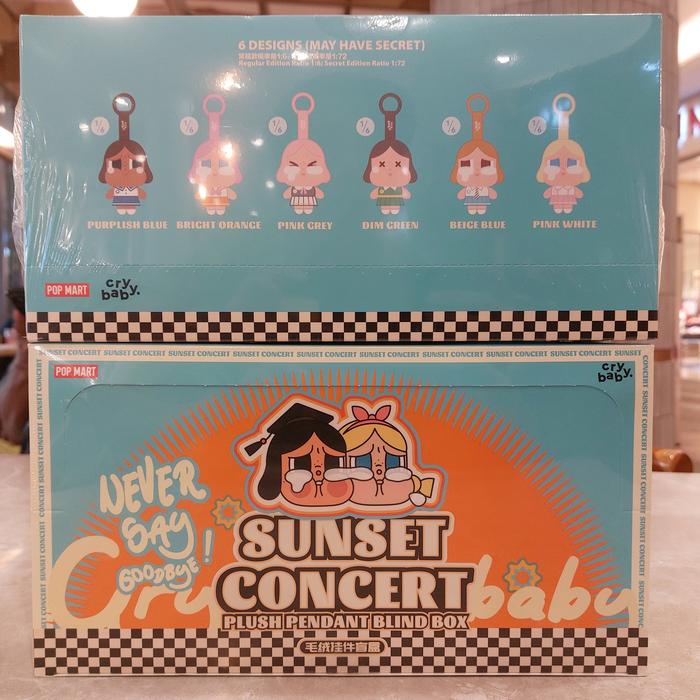 6 DESIGNS (MAY HAVE SECRET)
Regular Edition Ratio 1:6/ Secret Edition Ratio 1:72
1/6 1/6 1/6 1/6 1/6 1/6
PURPLISH BLUE BRIGHT ORANGE PINK GREY DIM GREEN BEIGE BLUE PINK WHITE
POP MART cry baby.
SUNSET CONCERT SUNSET CONCERT SUNSET CONCERT SUNSET CONCERT SUNSET CONCERT SUNSET CONCERT SUNSET CONCERT SUNSET
POP MART
cry
baby.
NEVER
SAY
GOODBYE!
Cry baby
SUNSET
CONCERT
PLUSH PENDANT BLIND BOX
毛绒挂件盲盒